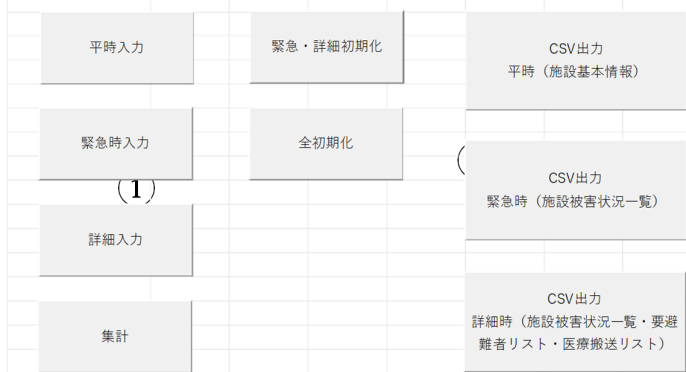 平時入力
緊急時入力
①
詳細入力
集計
緊急・詳細初期化
全初期化
CSV出力
平時（施設基本情報）
CSV出力
緊急時（施設被害状況一覧）
CSV出力
詳細時（施設被害状況一覧・要避
難者リスト・医療搬送リスト）